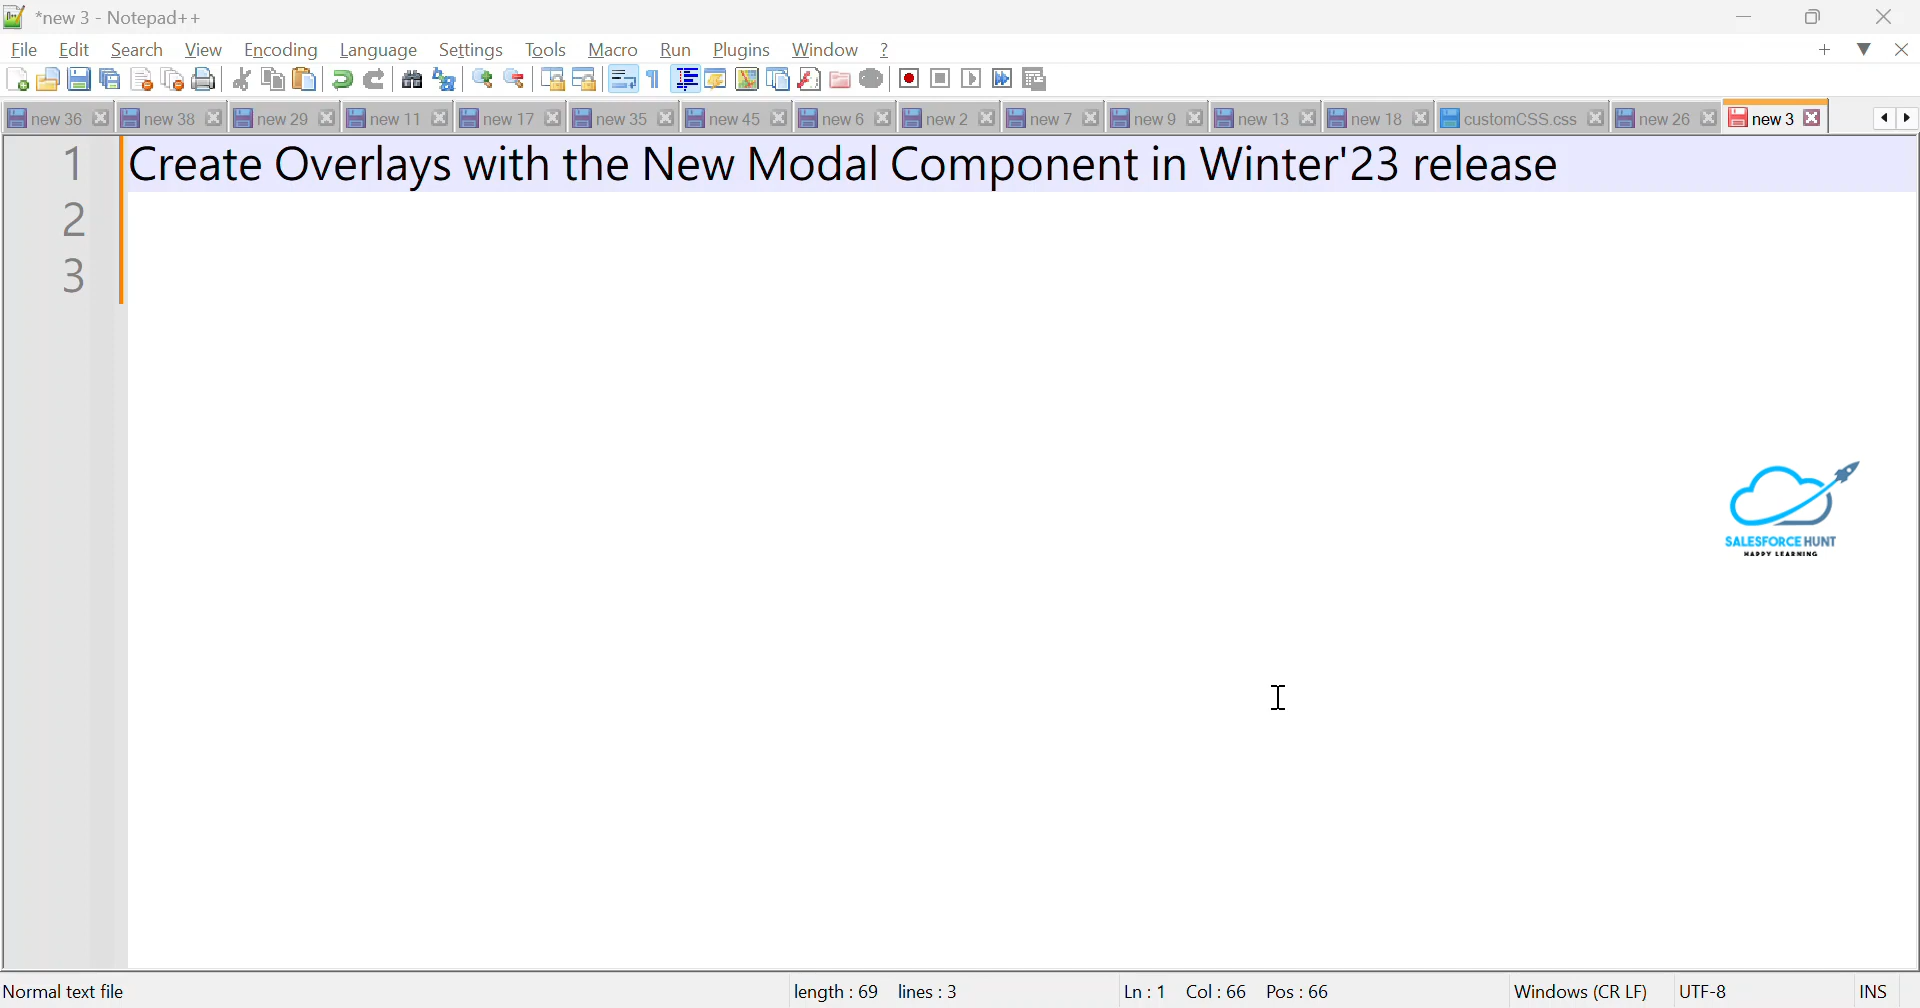 *new 3 - Notepad++
File Edit Search View Encoding Language Settings Tools Macro Run Plugins Window ?
new 36 new 38 new 29 new 11 new 17 new 35 new 45 new 6 new 2 new 7 new 9 new 13 new 18 customCSS.css new 26 new 3
1 Create Overlays with the New Modal Component in Winter'23 release
2
3
SALESFORCE HUNT
HAPPY LEARNING
Normal text file length : 69 lines : 3 Ln : 1 Col : 66 Pos : 66 Windows (CR LF) UTF-8 INS